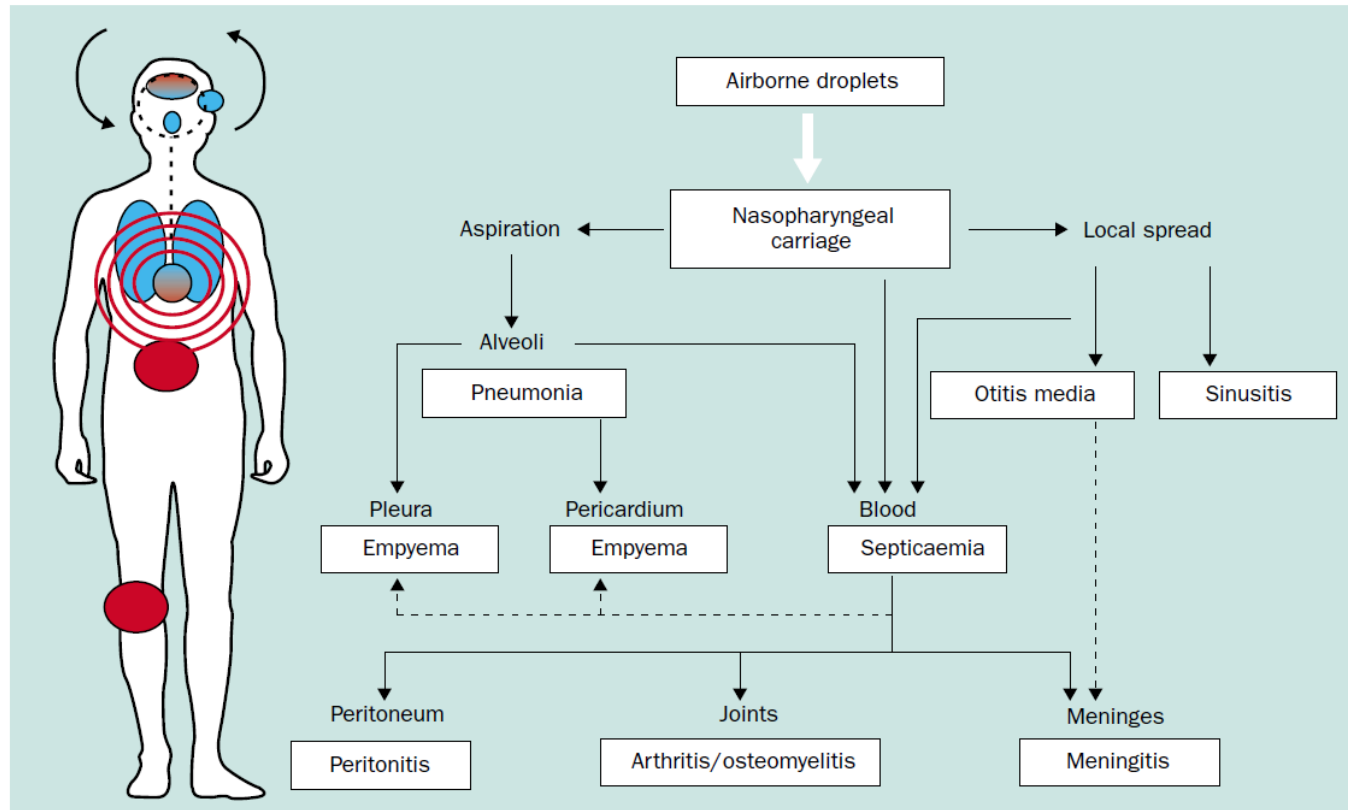 Airborne droplets
Nasopharyngeal
carriage
Aspiration
Local spread
Alveoli
Pneumonia
Otitis media
Sinusitis
Pleura
Pericardium
Blood
Empyema
Empyema
Septicaemia
Peritoneum
Joints
Meninges
Peritonitis
Arthritis/osteomyelitis
Meningitis